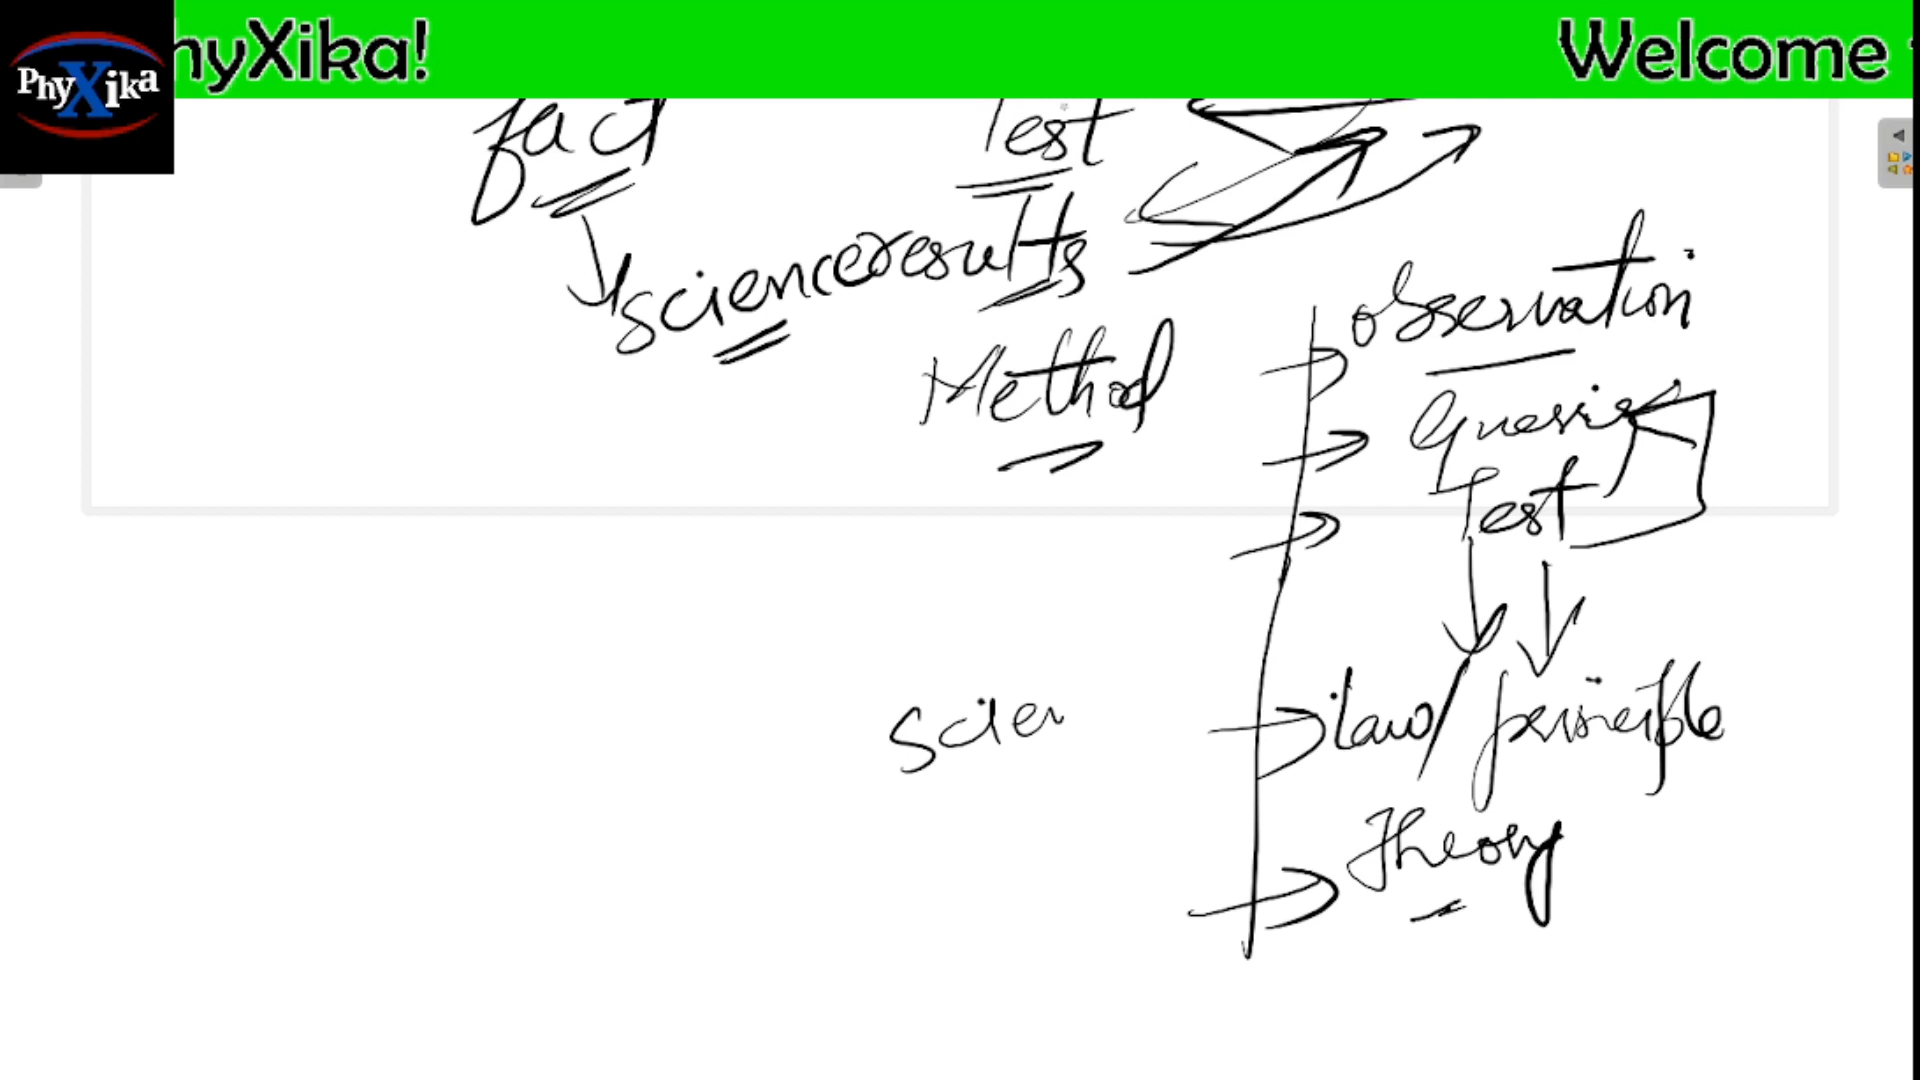 hyXika!
Welcome
PhyXika
fact
Test
science results
Method
observation
Test
Scien
law/ principle
Theory